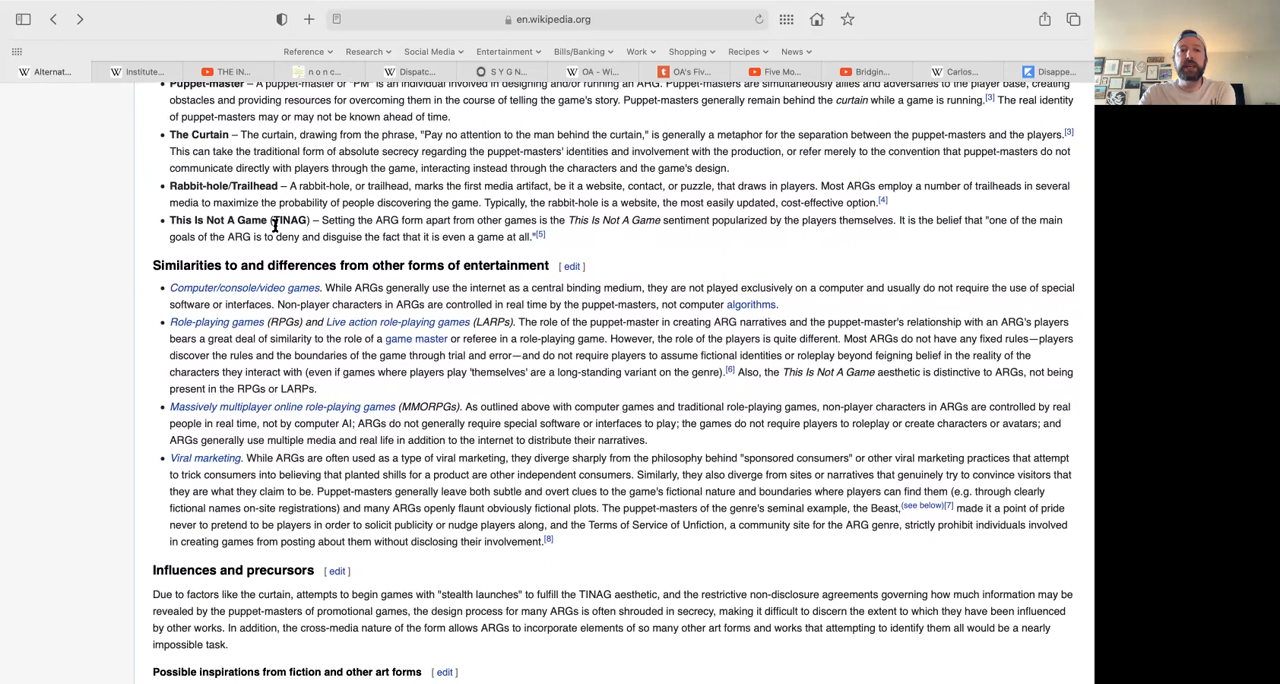 en.wikipedia.org
Reference Research Social Media Entertainment Bills/Banking Work Shopping Recipes News
Alternat... Institute... THE IN... n o n c... Dispatc... S Y G N... OA - Wi... OA's Fiv... Five Mo... Bridgin... Carlos... Disappe...
Puppet-master – A puppet-master or "PM" is an individual involved in designing and/or running an ARG. Puppet-masters are simultaneously allies and adversaries to the player base, creating
obstacles and providing resources for overcoming them in the course of telling the game's story. Puppet-masters generally remain behind the curtain while a game is running.[3] The real identity
of puppet-masters may or may not be known ahead of time.
• The Curtain – The curtain, drawing from the phrase, "Pay no attention to the man behind the curtain," is generally a metaphor for the separation between the puppet-masters and the players.[3]
This can take the traditional form of absolute secrecy regarding the puppet-masters' identities and involvement with the production, or refer merely to the convention that puppet-masters do not
communicate directly with players through the game, interacting instead through the characters and the game's design.
• Rabbit-hole/Trailhead – A rabbit-hole, or trailhead, marks the first media artifact, be it a website, contact, or puzzle, that draws in players. Most ARGs employ a number of trailheads in several
media to maximize the probability of people discovering the game. Typically, the rabbit-hole is a website, the most easily updated, cost-effective option.[4]
• This Is Not A Game (TINAG) – Setting the ARG form apart from other games is the This Is Not A Game sentiment popularized by the players themselves. It is the belief that "one of the main
goals of the ARG is to deny and disguise the fact that it is even a game at all."[5]
Similarities to and differences from other forms of entertainment [ edit ]
• Computer/console/video games. While ARGs generally use the internet as a central binding medium, they are not played exclusively on a computer and usually do not require the use of special
software or interfaces. Non-player characters in ARGs are controlled in real time by the puppet-masters, not computer algorithms.
• Role-playing games (RPGs) and Live action role-playing games (LARPs). The role of the puppet-master in creating ARG narratives and the puppet-master's relationship with an ARG's players
bears a great deal of similarity to the role of a game master or referee in a role-playing game. However, the role of the players is quite different. Most ARGs do not have any fixed rules—players
discover the rules and the boundaries of the game through trial and error—and do not require players to assume fictional identities or roleplay beyond feigning belief in the reality of the
characters they interact with (even if games where players play 'themselves' are a long-standing variant on the genre).[6] Also, the This Is Not A Game aesthetic is distinctive to ARGs, not being
present in the RPGs or LARPs.
• Massively multiplayer online role-playing games (MMORPGs). As outlined above with computer games and traditional role-playing games, non-player characters in ARGs are controlled by real
people in real time, not by computer AI; ARGs do not generally require special software or interfaces to play; the games do not require players to roleplay or create characters or avatars; and
ARGs generally use multiple media and real life in addition to the internet to distribute their narratives.
• Viral marketing. While ARGs are often used as a type of viral marketing, they diverge sharply from the philosophy behind "sponsored consumers" or other viral marketing practices that attempt
to trick consumers into believing that planted shills for a product are other independent consumers. Similarly, they also diverge from sites or narratives that genuinely try to convince visitors that
they are what they claim to be. Puppet-masters generally leave both subtle and overt clues to the game's fictional nature and boundaries where players can find them (e.g. through clearly
fictional names on-site registrations) and many ARGs openly flaunt obviously fictional plots. The puppet-masters of the genre's seminal example, the Beast,(see below)[7] made it a point of pride
never to pretend to be players in order to solicit publicity or nudge players along, and the Terms of Service of Unfiction, a community site for the ARG genre, strictly prohibit individuals involved
in creating games from posting about them without disclosing their involvement.[8]
Influences and precursors [ edit ]
Due to factors like the curtain, attempts to begin games with "stealth launches" to fulfill the TINAG aesthetic, and the restrictive non-disclosure agreements governing how much information may be
revealed by the puppet-masters of promotional games, the design process for many ARGs is often shrouded in secrecy, making it difficult to discern the extent to which they have been influenced
by other works. In addition, the cross-media nature of the form allows ARGs to incorporate elements of so many other art forms and works that attempting to identify them all would be a nearly
impossible task.
Possible inspirations from fiction and other art forms [ edit ]